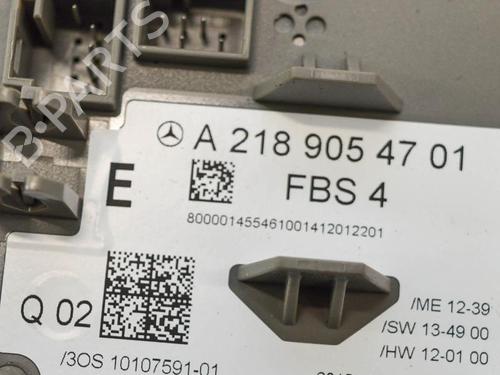 B-PARTS
A 218 905 47 01
E
FBS 4
80000145546100141201 2201
Q 02
/ME 12-39
/SW 13-49 00
/HW 12-01 00
/3OS 10107591-01